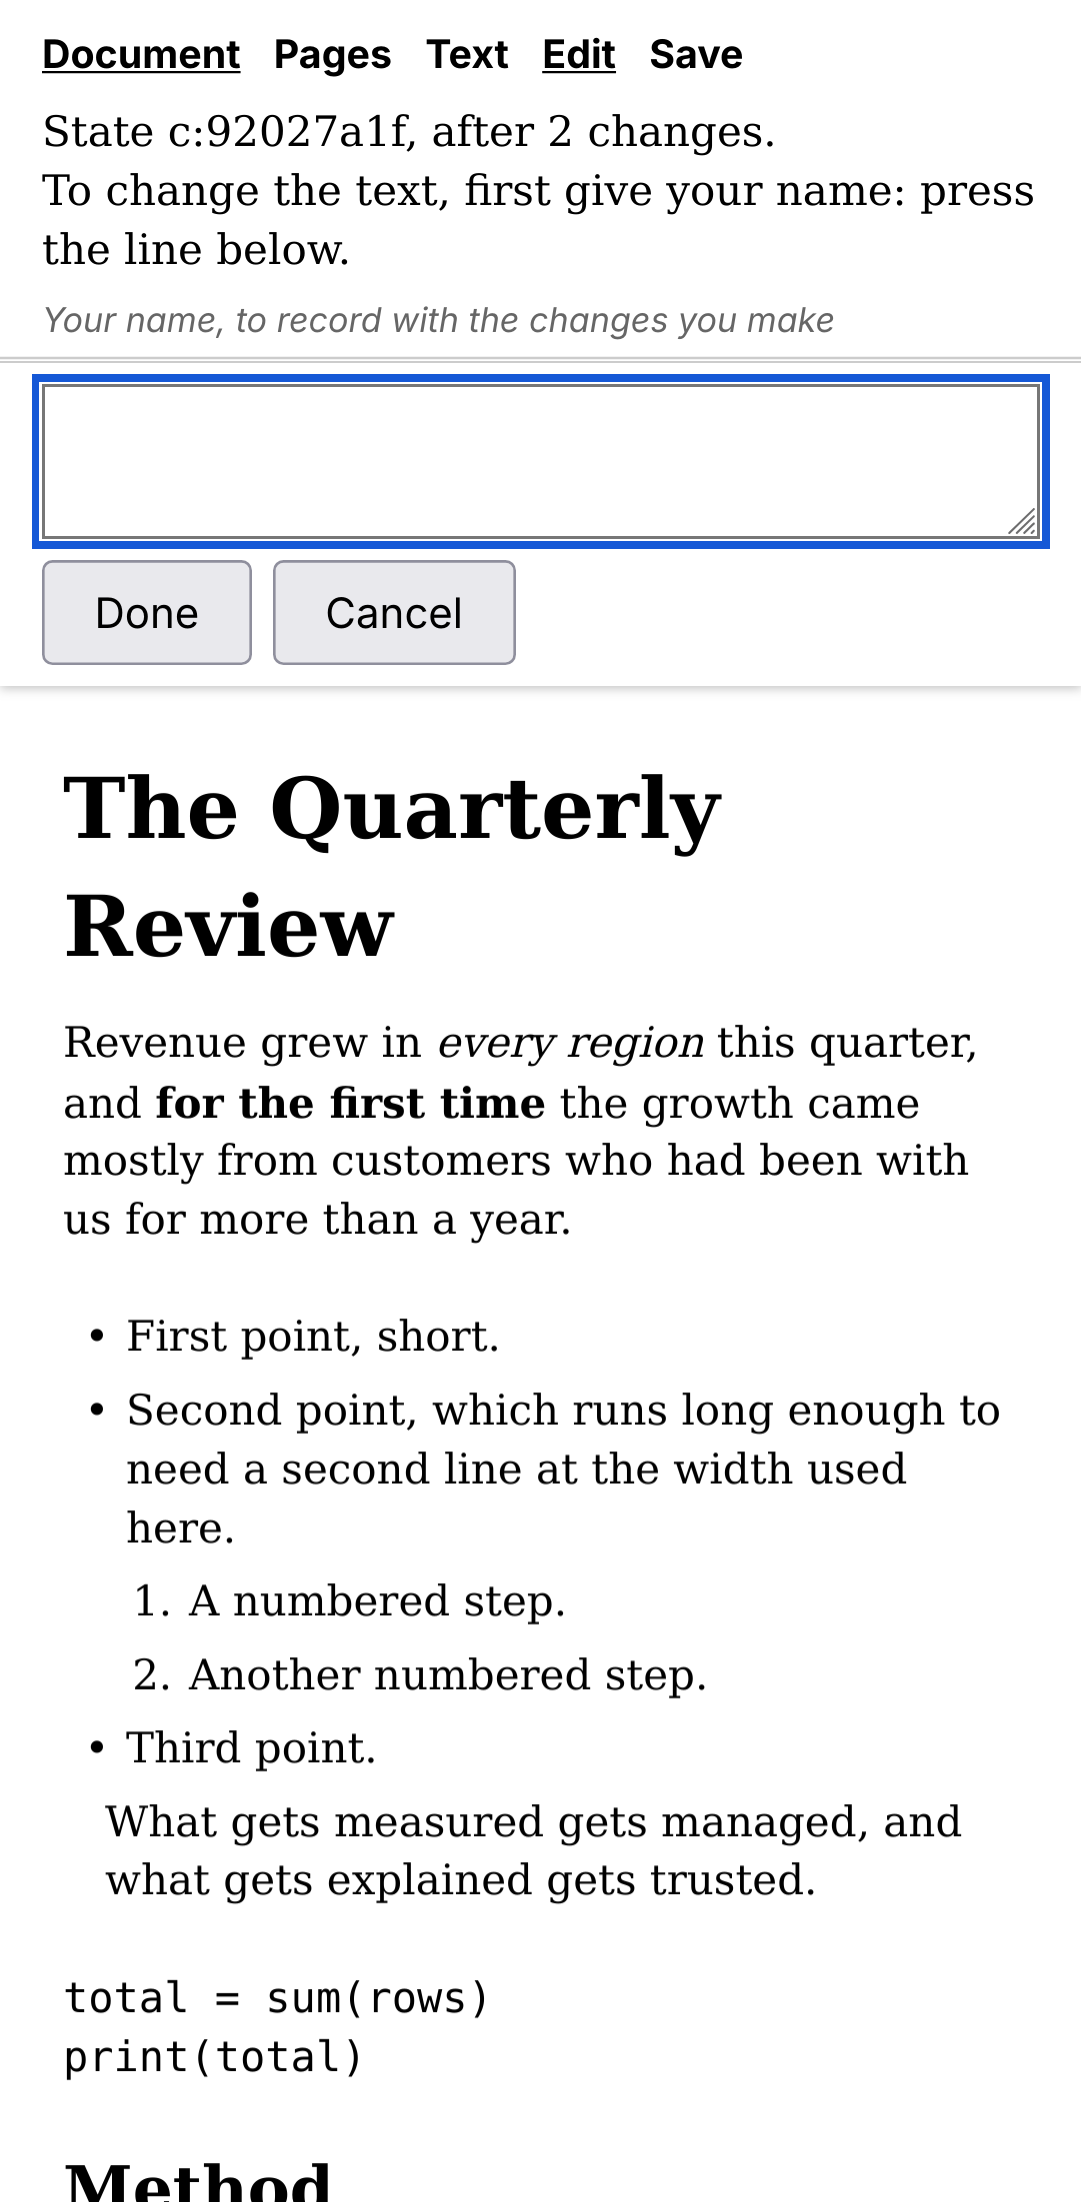 Document Pages Text Edit Save
State c:92027a1f, after 2 changes.
To change the text, first give your name: press
the line below.
Your name, to record with the changes you make
Done Cancel
The Quarterly
Review
Revenue grew in every region this quarter,
and for the first time the growth came
mostly from customers who had been with
us for more than a year.
• First point, short.
• Second point, which runs long enough to
need a second line at the width used
here.
1. A numbered step.
2. Another numbered step.
• Third point.
What gets measured gets managed, and
what gets explained gets trusted.
total = sum(rows)
print(total)
Method